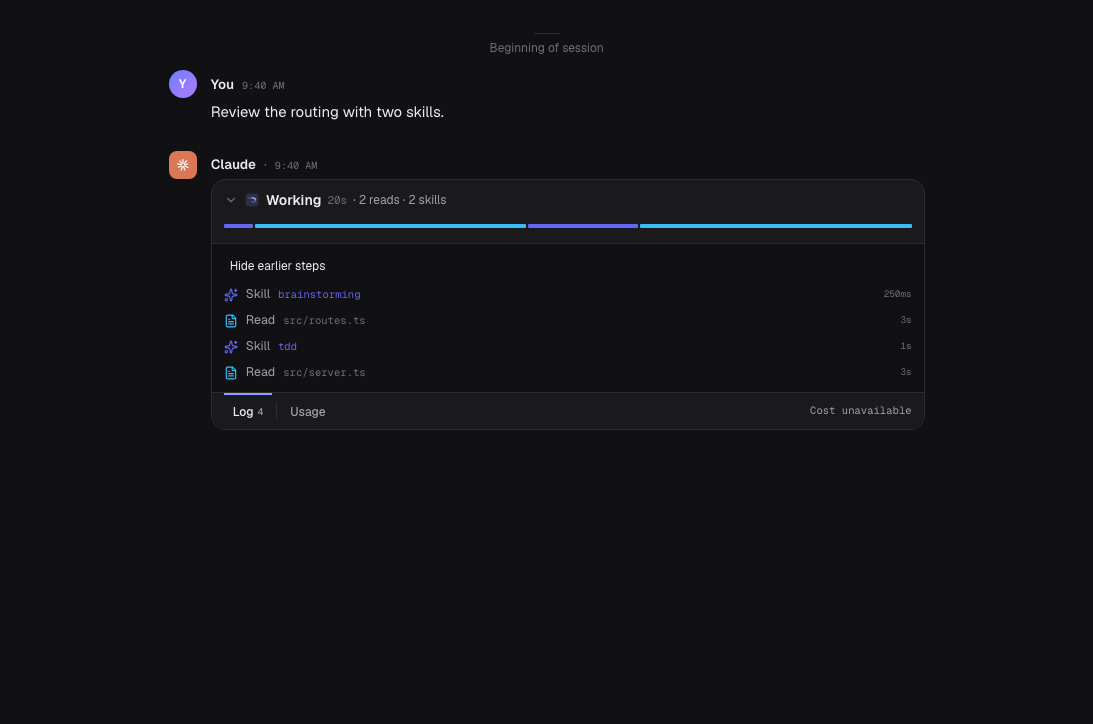 Beginning of session
Y
You 9:40 AM
Review the routing with two skills.
Claude · 9:40 AM
Working 20s · 2 reads · 2 skills
Hide earlier steps
Skill brainstorming 250ms
Read src/routes.ts 3s
Skill tdd 1s
Read src/server.ts 3s
Log 4 Usage Cost unavailable